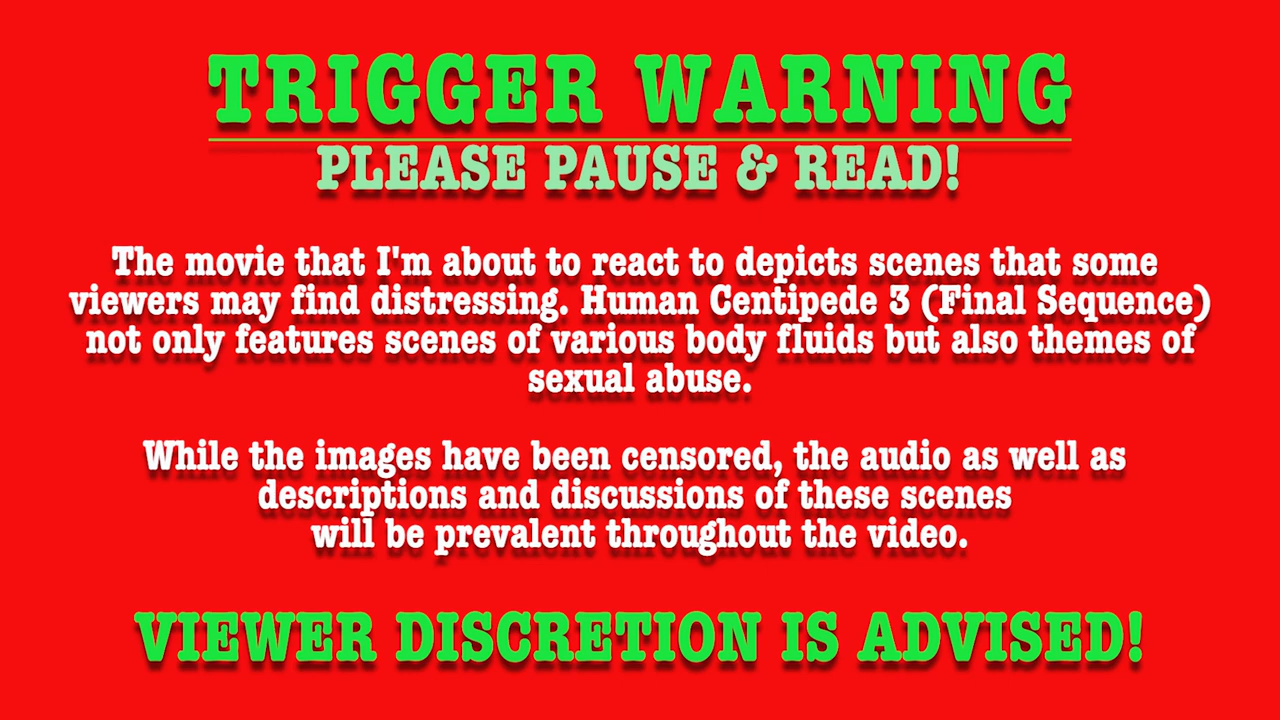 TRIGGER WARNING
PLEASE PAUSE & READ!
The movie that I'm about to react to depicts scenes that some
viewers may find distressing. Human Centipede 3 (Final Sequence)
not only features scenes of various body fluids but also themes of
sexual abuse.
While the images have been censored, the audio as well as
descriptions and discussions of these scenes
will be prevalent throughout the video.
VIEWER DISCRETION IS ADVISED!